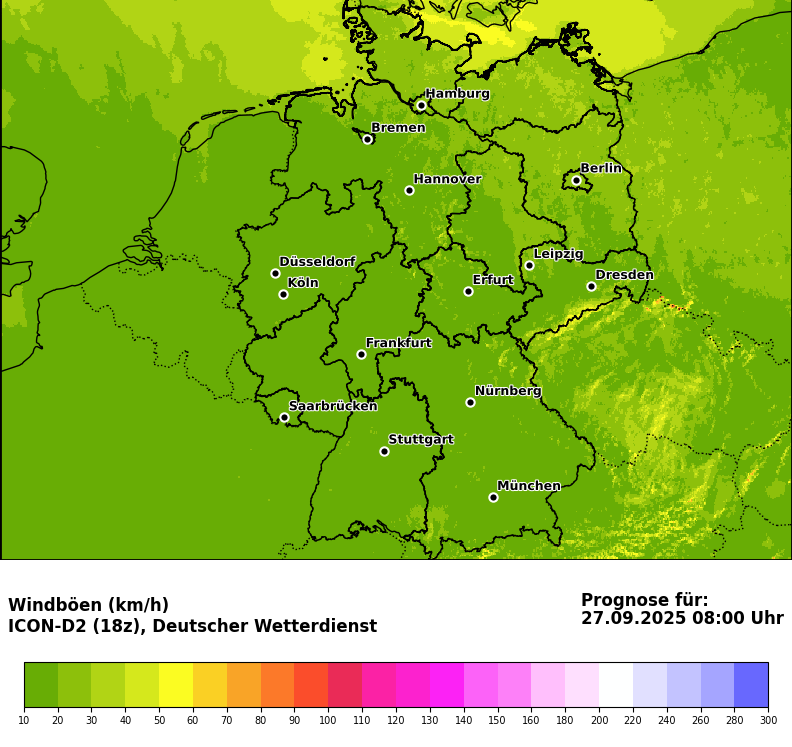 Hamburg
Bremen
Berlin
Hannover
Leipzig
Düsseldorf
Dresden
Köln
Erfurt
Frankfurt
Nürnberg
Saarbrücken
Stuttgart
München
Windböen (km/h)
ICON-D2 (18z), Deutscher Wetterdienst
Prognose für:
27.09.2025 08:00 Uhr
10 20 30 40 50 60 70 80 90 100 110 120 130 140 150 160 180 200 220 240 260 280 300